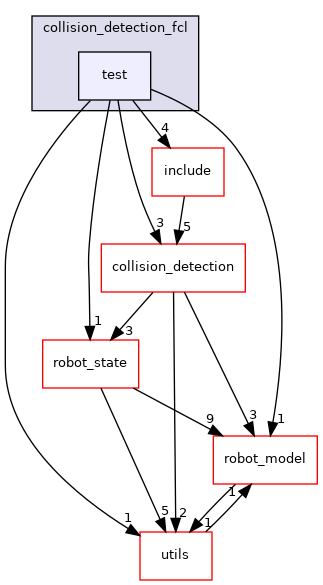 collision_detection_fcl
test
4
include
3
5
collision_detection
1
3
robot_state
9
3
1
robot_model
1
5
2
1
1
utils